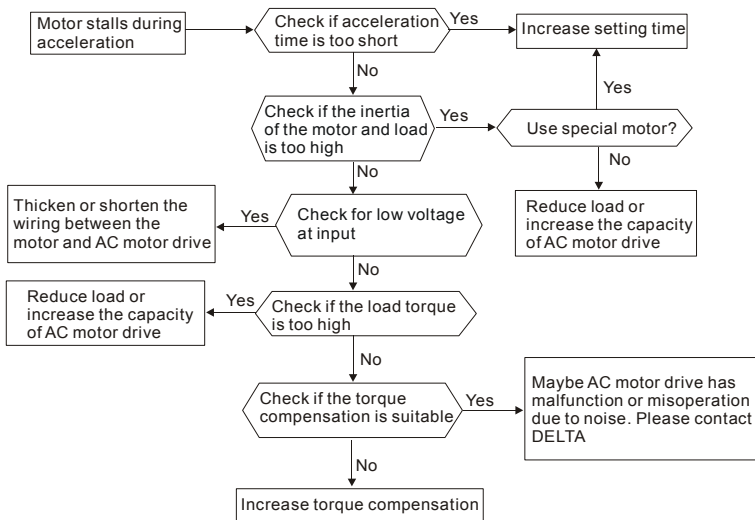 Motor stalls during
acceleration
Check if acceleration
time is too short
Yes
Increase setting time
No
Yes
Check if the inertia
of the motor and load
is too high
Yes
Use special motor?
No
No
Thicken or shorten the
wiring between the
motor and AC motor drive
Yes
Check for low voltage
at input
Reduce load or
increase the capacity
of AC motor drive
No
Reduce load or
increase the capacity
of AC motor drive
Yes
Check if the load torque
is too high
No
Check if the torque
compensation is suitable
Yes
Maybe AC motor drive has
malfunction or misoperation
due to noise. Please contact
DELTA
No
Increase torque compensation